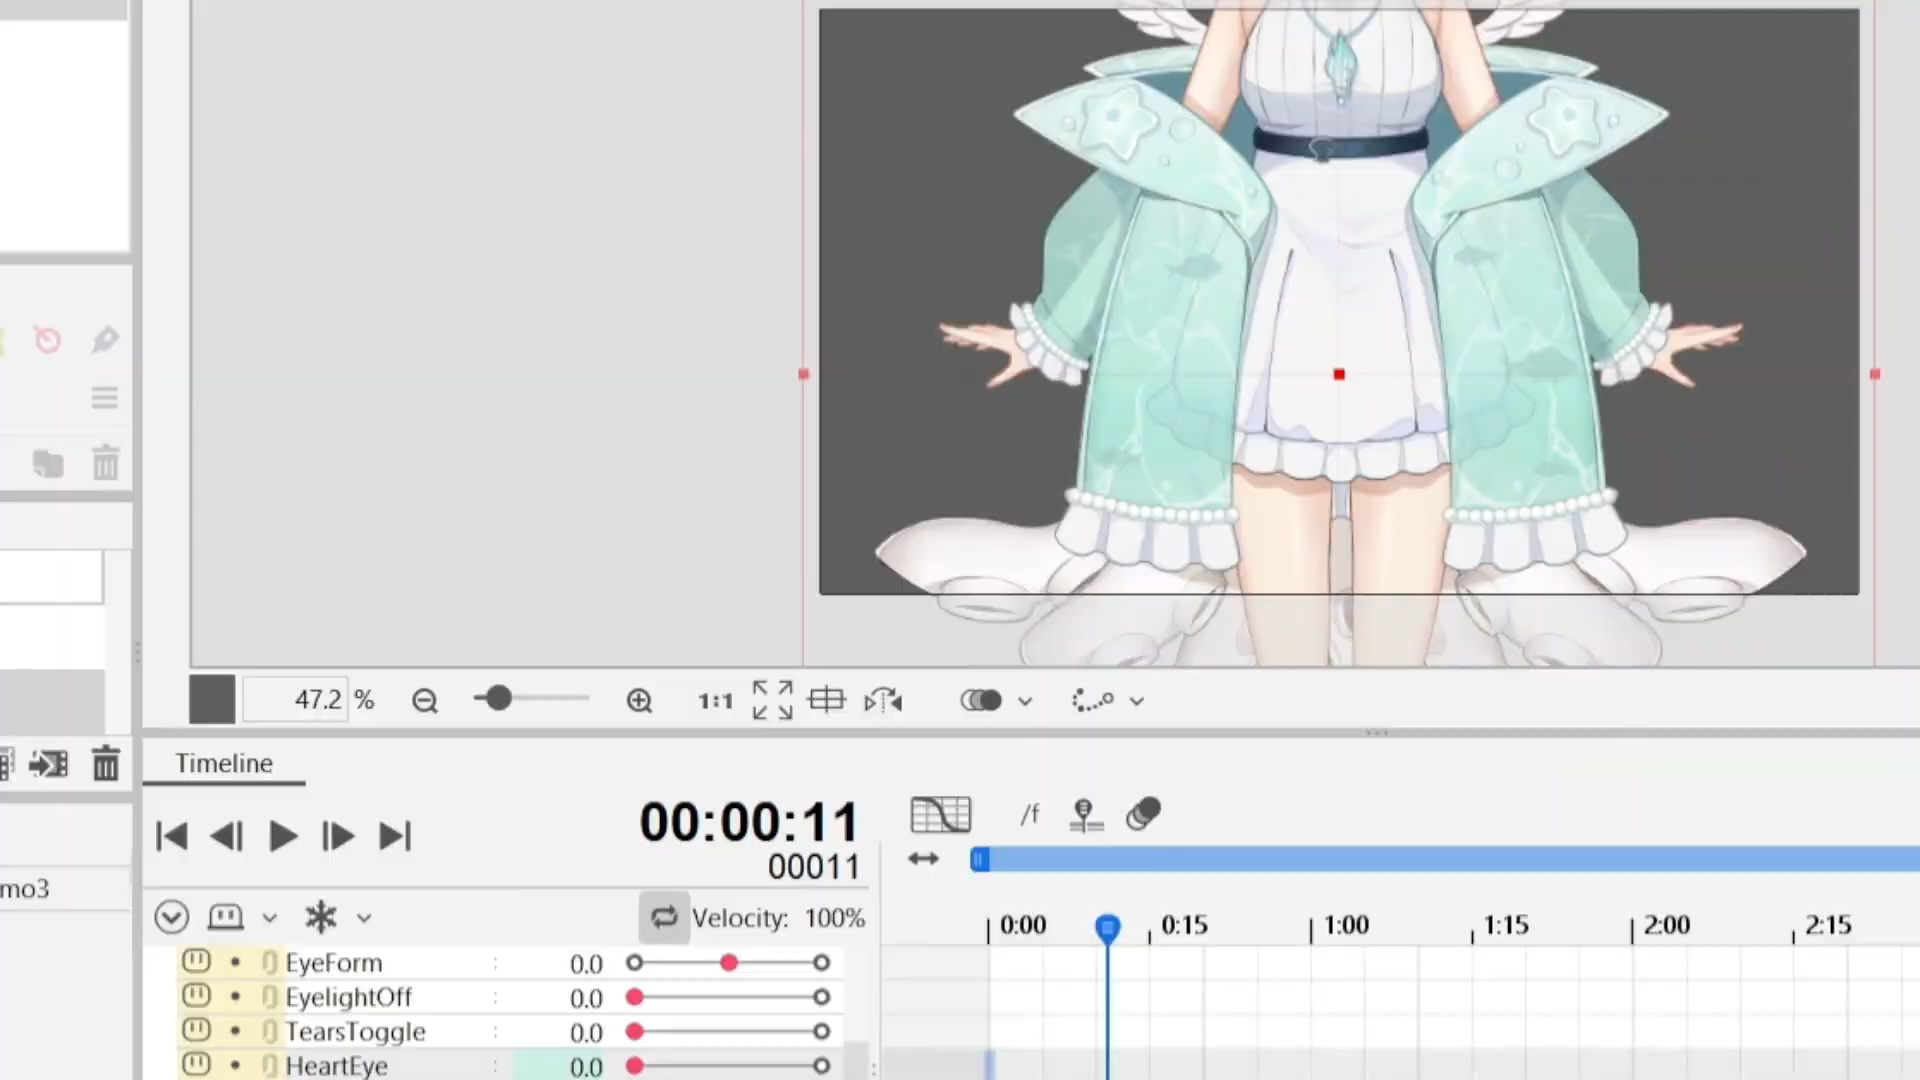 47.2 %
1:1
Timeline
00:00:11
/f
00011
mo3
Velocity: 100%
0:00 0:15 1:00 1:15 2:00 2:15
EyeForm : 0.0
EyelightOff : 0.0
TearsToggle : 0.0
HeartEye : 0.0